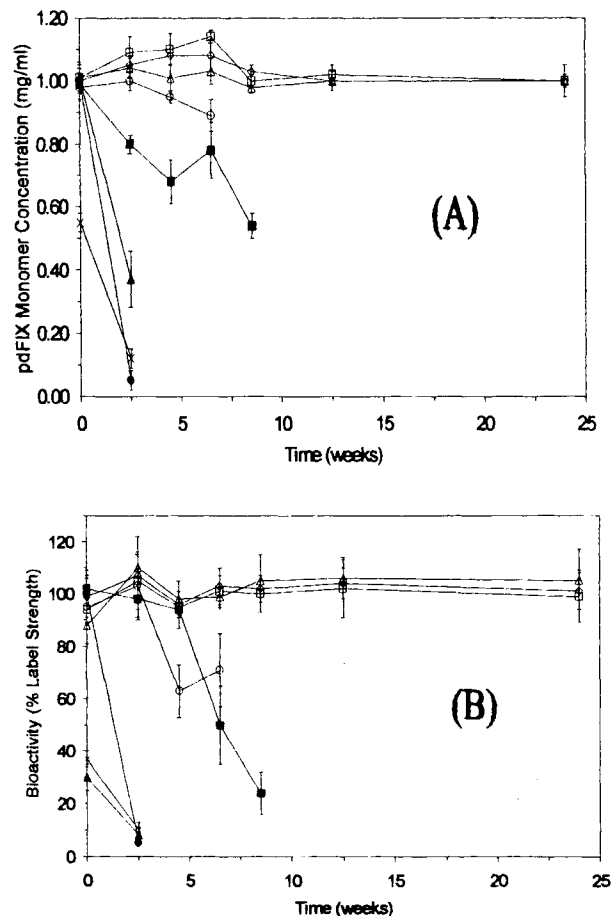 1.20
1.00
0.80
0.60
0.40
0.20
0.00
pdFIX Monomer Concentration (mg/ml)
(A)
0 5 10 15 20 25
Time (weeks)
120
100
80
60
40
20
0
Bioactivity (% Label Strength)
(B)
0 5 10 15 20 25
Time (weeks)